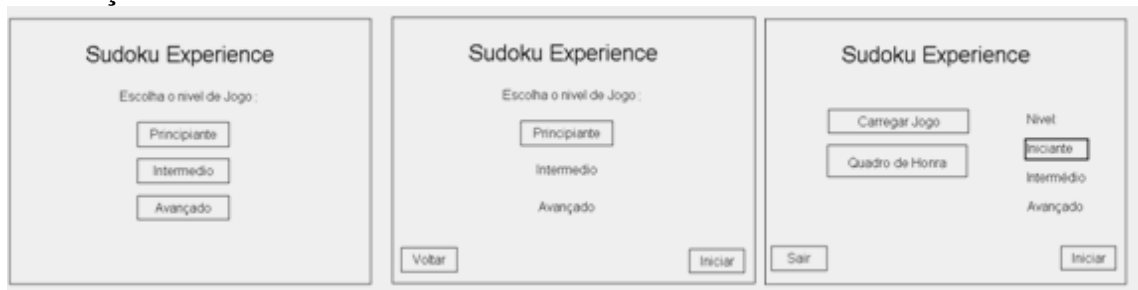 Sudoku Experience
Escolha o nivel de Jogo :
Principiante
Intermedio
Avançado
Sudoku Experience
Escolha o nivel de Jogo :
Principiante
Intermedio
Avançado
Voltar
Iniciar
Sudoku Experience
Carregar Jogo
Quadro de Honra
Nivel:
Iniciante
Intermédio
Avançado
Sair
Iniciar